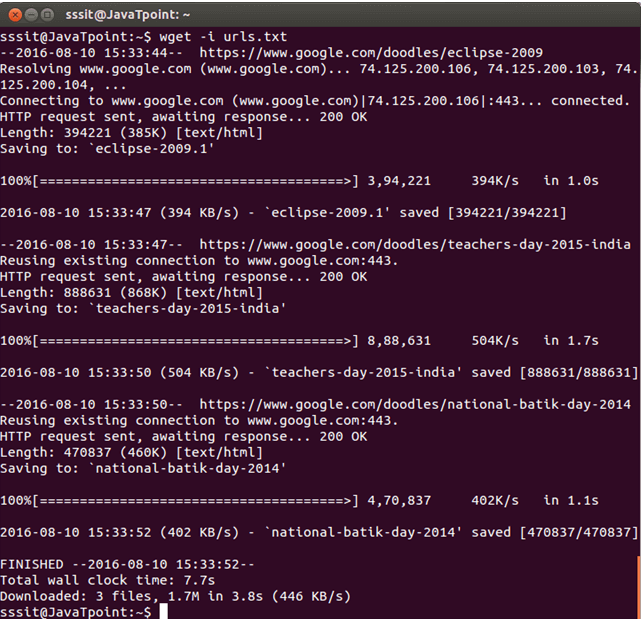 sssit@JavaTpoint: ~
sssit@JavaTpoint:~$ wget -i urls.txt
--2016-08-10 15:33:44--  https://www.google.com/doodles/eclipse-2009
Resolving www.google.com (www.google.com)... 74.125.200.106, 74.125.200.103, 74.
125.200.104, ...
Connecting to www.google.com (www.google.com)|74.125.200.106|:443... connected.
HTTP request sent, awaiting response... 200 OK
Length: 394221 (385K) [text/html]
Saving to: `eclipse-2009.1'
100%[======================================>] 3,94,221     394K/s   in 1.0s
2016-08-10 15:33:47 (394 KB/s) - `eclipse-2009.1' saved [394221/394221]
--2016-08-10 15:33:47--  https://www.google.com/doodles/teachers-day-2015-india
Reusing existing connection to www.google.com:443.
HTTP request sent, awaiting response... 200 OK
Length: 888631 (868K) [text/html]
Saving to: `teachers-day-2015-india'
100%[======================================>] 8,88,631     504K/s   in 1.7s
2016-08-10 15:33:50 (504 KB/s) - `teachers-day-2015-india' saved [888631/888631]
--2016-08-10 15:33:50--  https://www.google.com/doodles/national-batik-day-2014
Reusing existing connection to www.google.com:443.
HTTP request sent, awaiting response... 200 OK
Length: 470837 (460K) [text/html]
Saving to: `national-batik-day-2014'
100%[======================================>] 4,70,837     402K/s   in 1.1s
2016-08-10 15:33:52 (402 KB/s) - `national-batik-day-2014' saved [470837/470837]
FINISHED --2016-08-10 15:33:52--
Total wall clock time: 7.7s
Downloaded: 3 files, 1.7M in 3.8s (446 KB/s)
sssit@JavaTpoint:~$